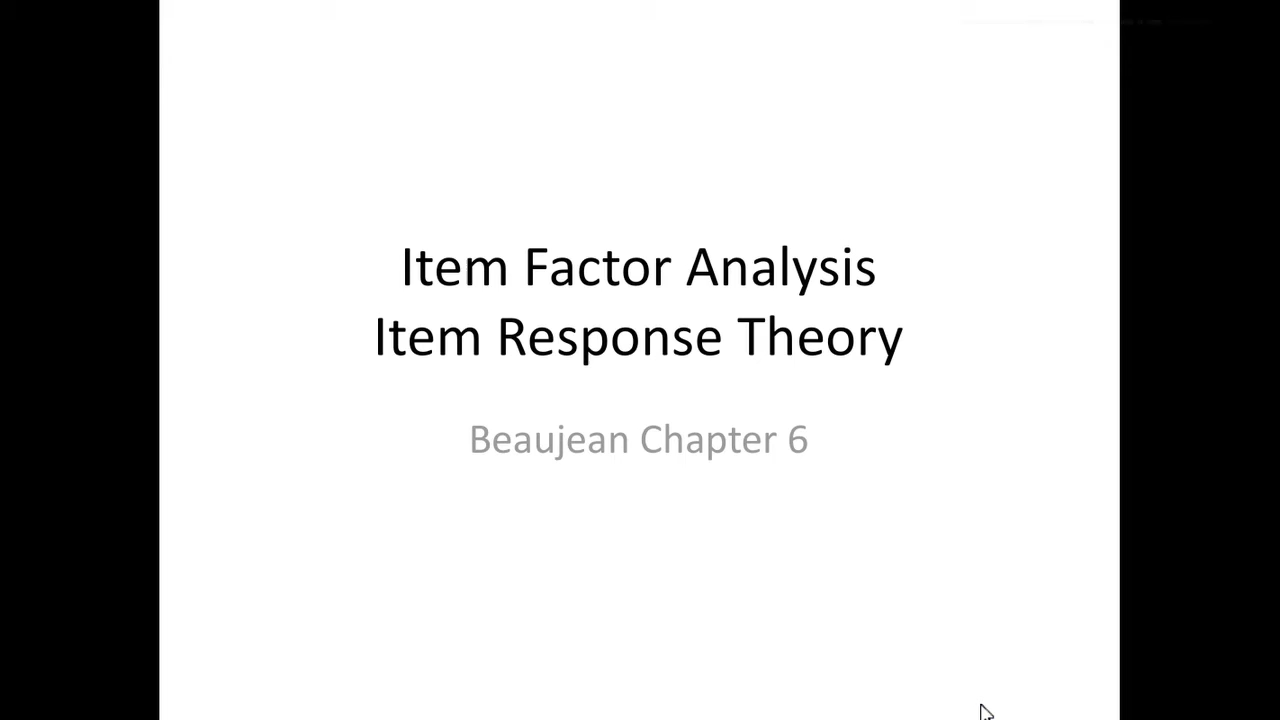 Item Factor Analysis
Item Response Theory
Beaujean Chapter 6